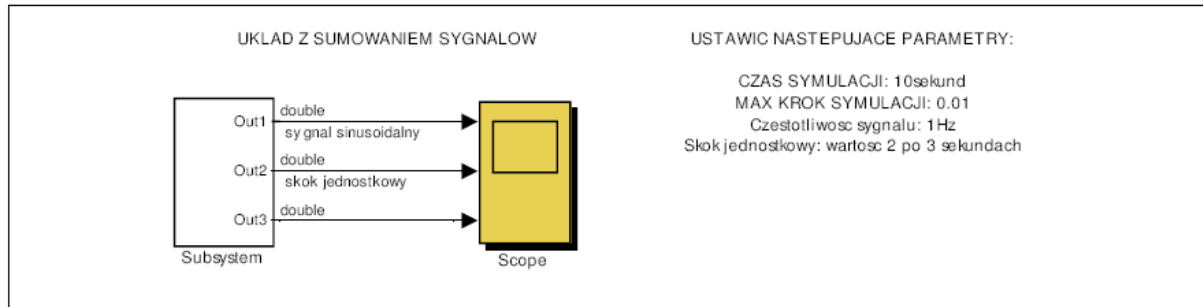 UKLAD Z SUMOWANIEM SYGNALOW
USTAWIC NASTEPUJACE PARAMETRY:
CZAS SYMULACJI: 10sekund
MAX KROK SYMULACJI: 0.01
Czestotliwosc sygnalu: 1Hz
Skok jednostkowy: wartosc 2 po 3 sekundach
Out1
double
sygnal sinusoidalny
Out2
double
skok jednostkowy
Out3
double
Subsystem
Scope